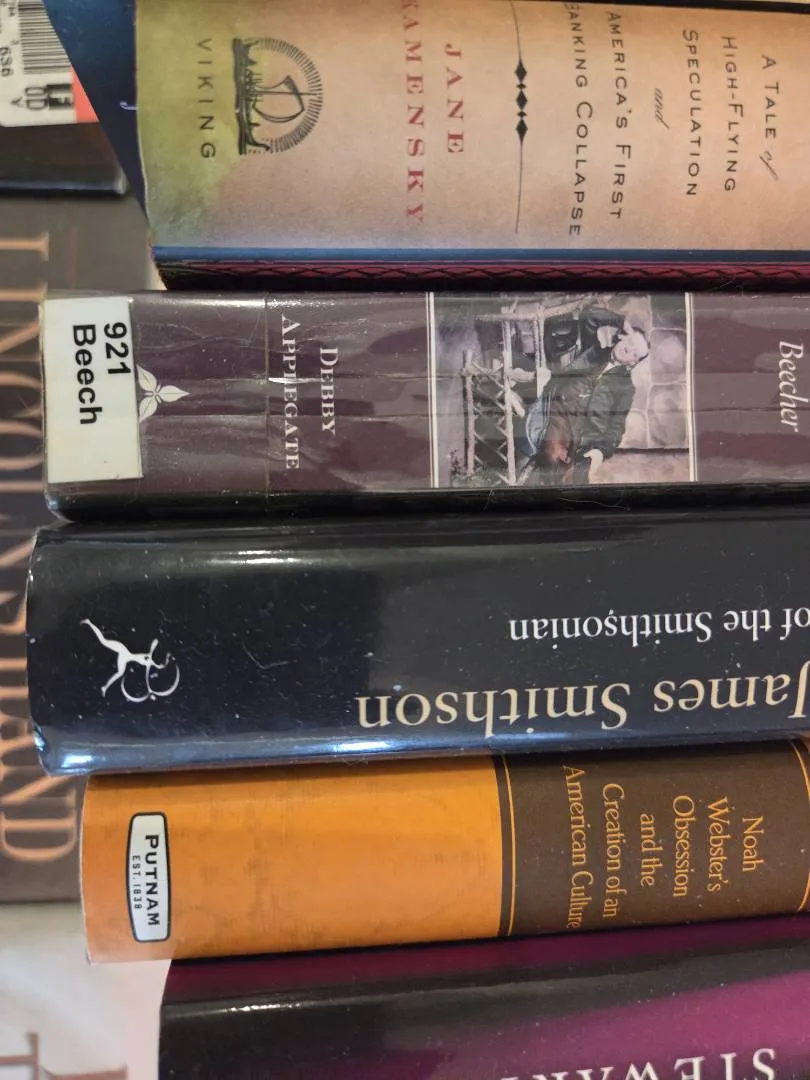 A TALE of
HIGH-FLYING
SPECULATION
and
AMERICA'S FIRST
BANKING COLLAPSE
JANE
KAMENSKY
VIKING
Beecher
DEBBY
APPLEGATE
921
Beech
James Smithson
of the Smithsonian
Noah
Webster's
Obsession
and the
Creation of an
American Culture
PUTNAM
EST. 1838